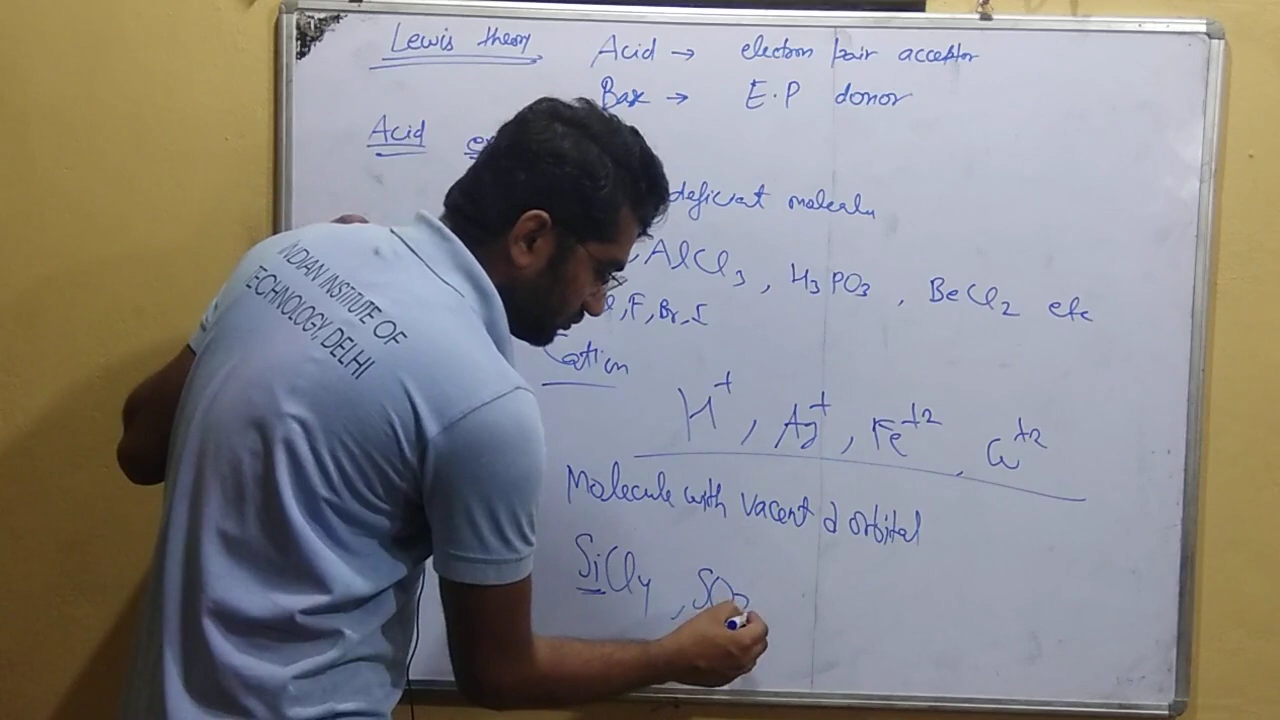 Lewis theory Acid → electron pair acceptor
Base → E.P donor
Acid
deficient molecule
, AlCl3, H3PO3, BeCl2 etc
, F, Br, I
Cation
H+, Ag+, Fe+2, Cu+2
Molecule with vacent d orbital
SiCl4, SO
INDIAN INSTITUTE OF
TECHNOLOGY, DELHI